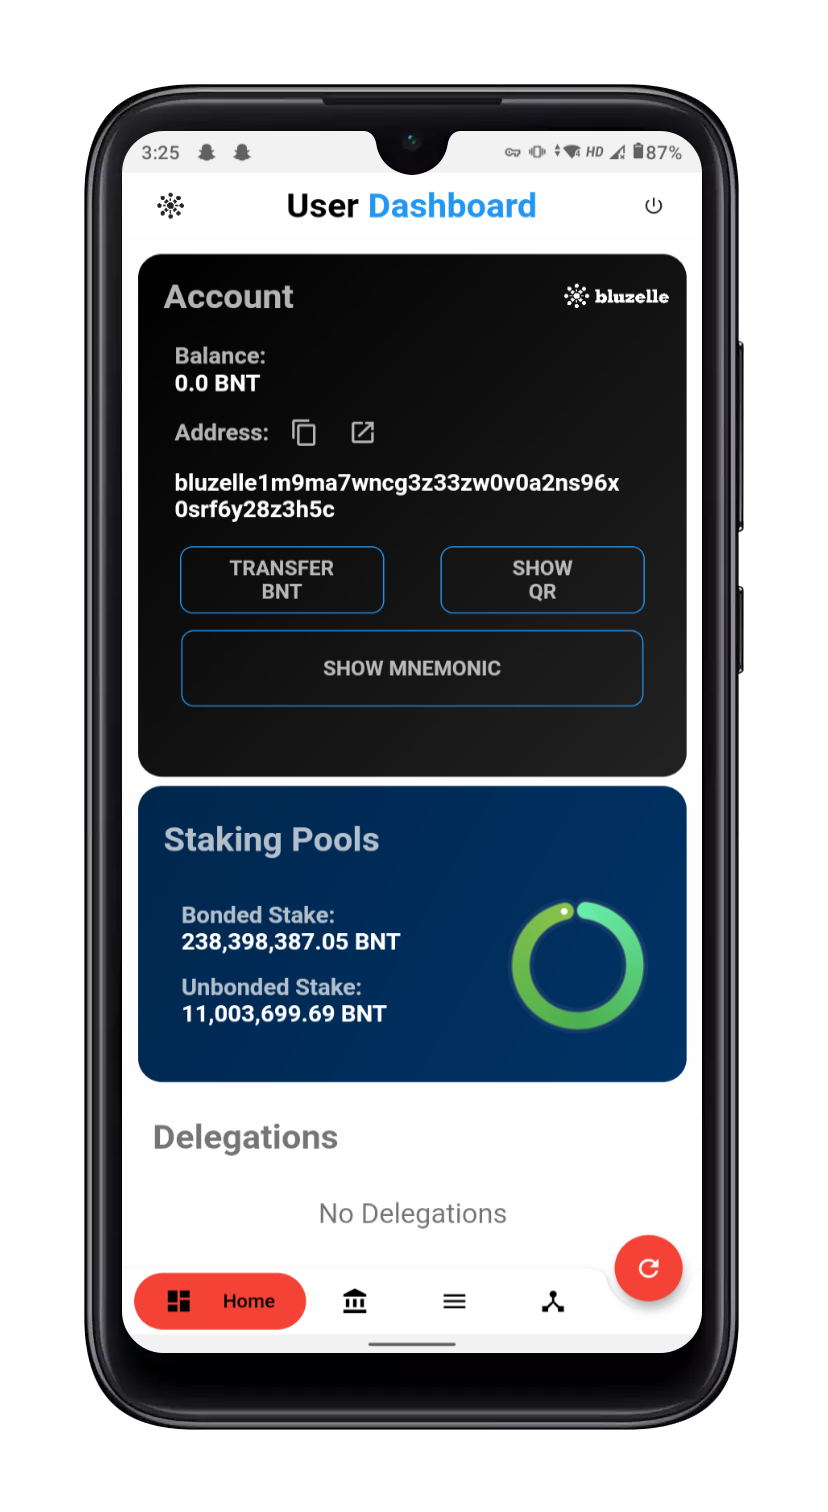 3:25 HD 87%
User Dashboard
Account bluzelle
Balance:
0.0 BNT
Address:
bluzelle1m9ma7wncg3z33zw0v0a2ns96x
0srf6y28z3h5c
TRANSFER
BNT
SHOW
QR
SHOW MNEMONIC
Staking Pools
Bonded Stake:
238,398,387.05 BNT
Unbonded Stake:
11,003,699.69 BNT
Delegations
No Delegations
Home